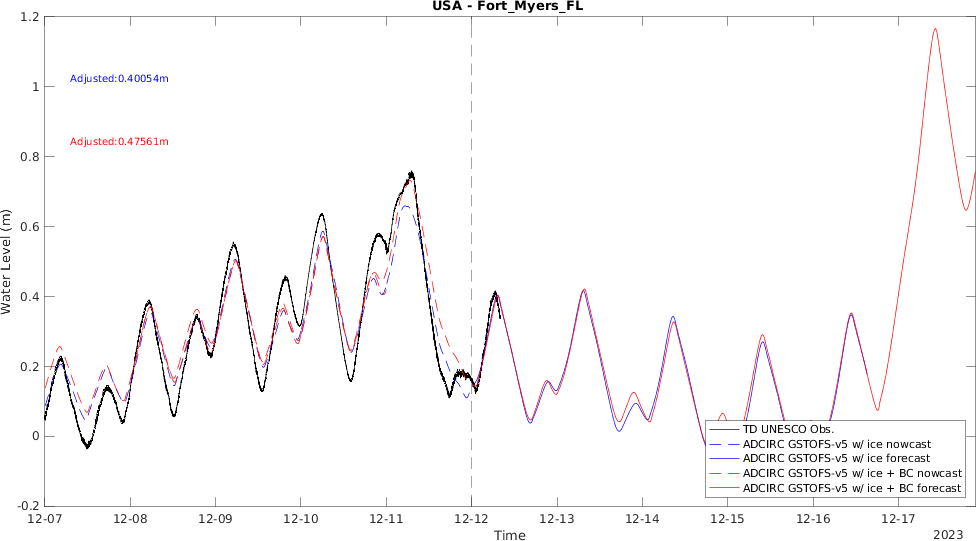 USA - Fort_Myers_FL
1.2
1
0.8
0.6
0.4
0.2
0
-0.2
Water Level (m)
Adjusted:0.40054m
Adjusted:0.47561m
TD UNESCO Obs.
ADCIRC GSTOFS-v5 w/ ice nowcast
ADCIRC GSTOFS-v5 w/ ice forecast
ADCIRC GSTOFS-v5 w/ ice + BC nowcast
ADCIRC GSTOFS-v5 w/ ice + BC forecast
12-07 12-08 12-09 12-10 12-11 12-12 12-13 12-14 12-15 12-16 12-17
Time
2023